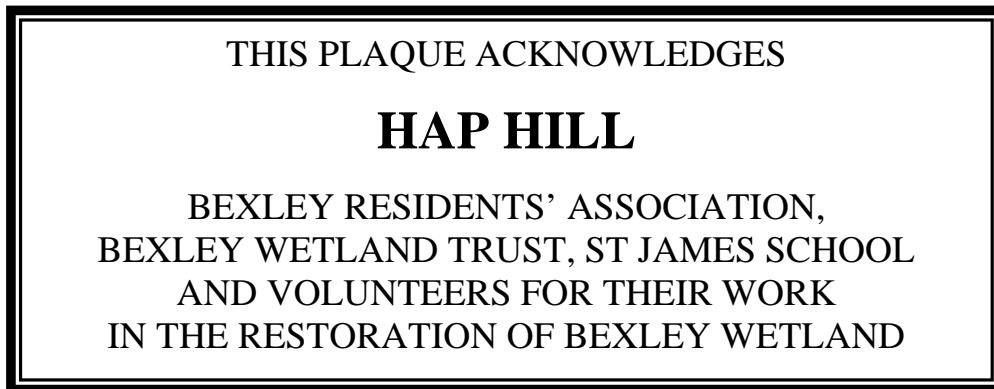 THIS PLAQUE ACKNOWLEDGES
HAP HILL
BEXLEY RESIDENTS’ ASSOCIATION,
BEXLEY WETLAND TRUST, ST JAMES SCHOOL
AND VOLUNTEERS FOR THEIR WORK
IN THE RESTORATION OF BEXLEY WETLAND